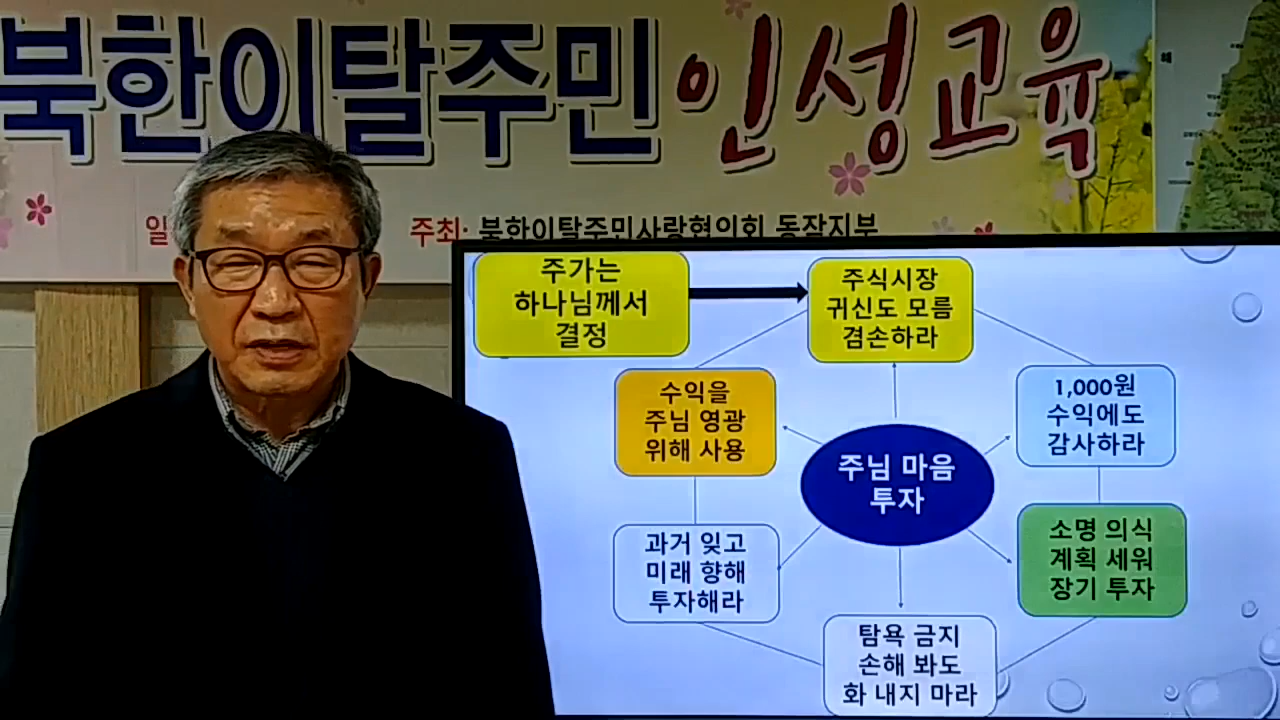 북한이탈주민 인성교육
일
주최: 북한이탈주민사랑협의회 동작지부
주가는
하나님께서
결정
주식시장
귀신도 모름
겸손하라
수익을
주님 영광
위해 사용
1,000원
수익에도
감사하라
주님 마음
투자
과거 잊고
미래 향해
투자해라
소명 의식
계획 세워
장기 투자
탐욕 금지
손해 봐도
화 내지 마라